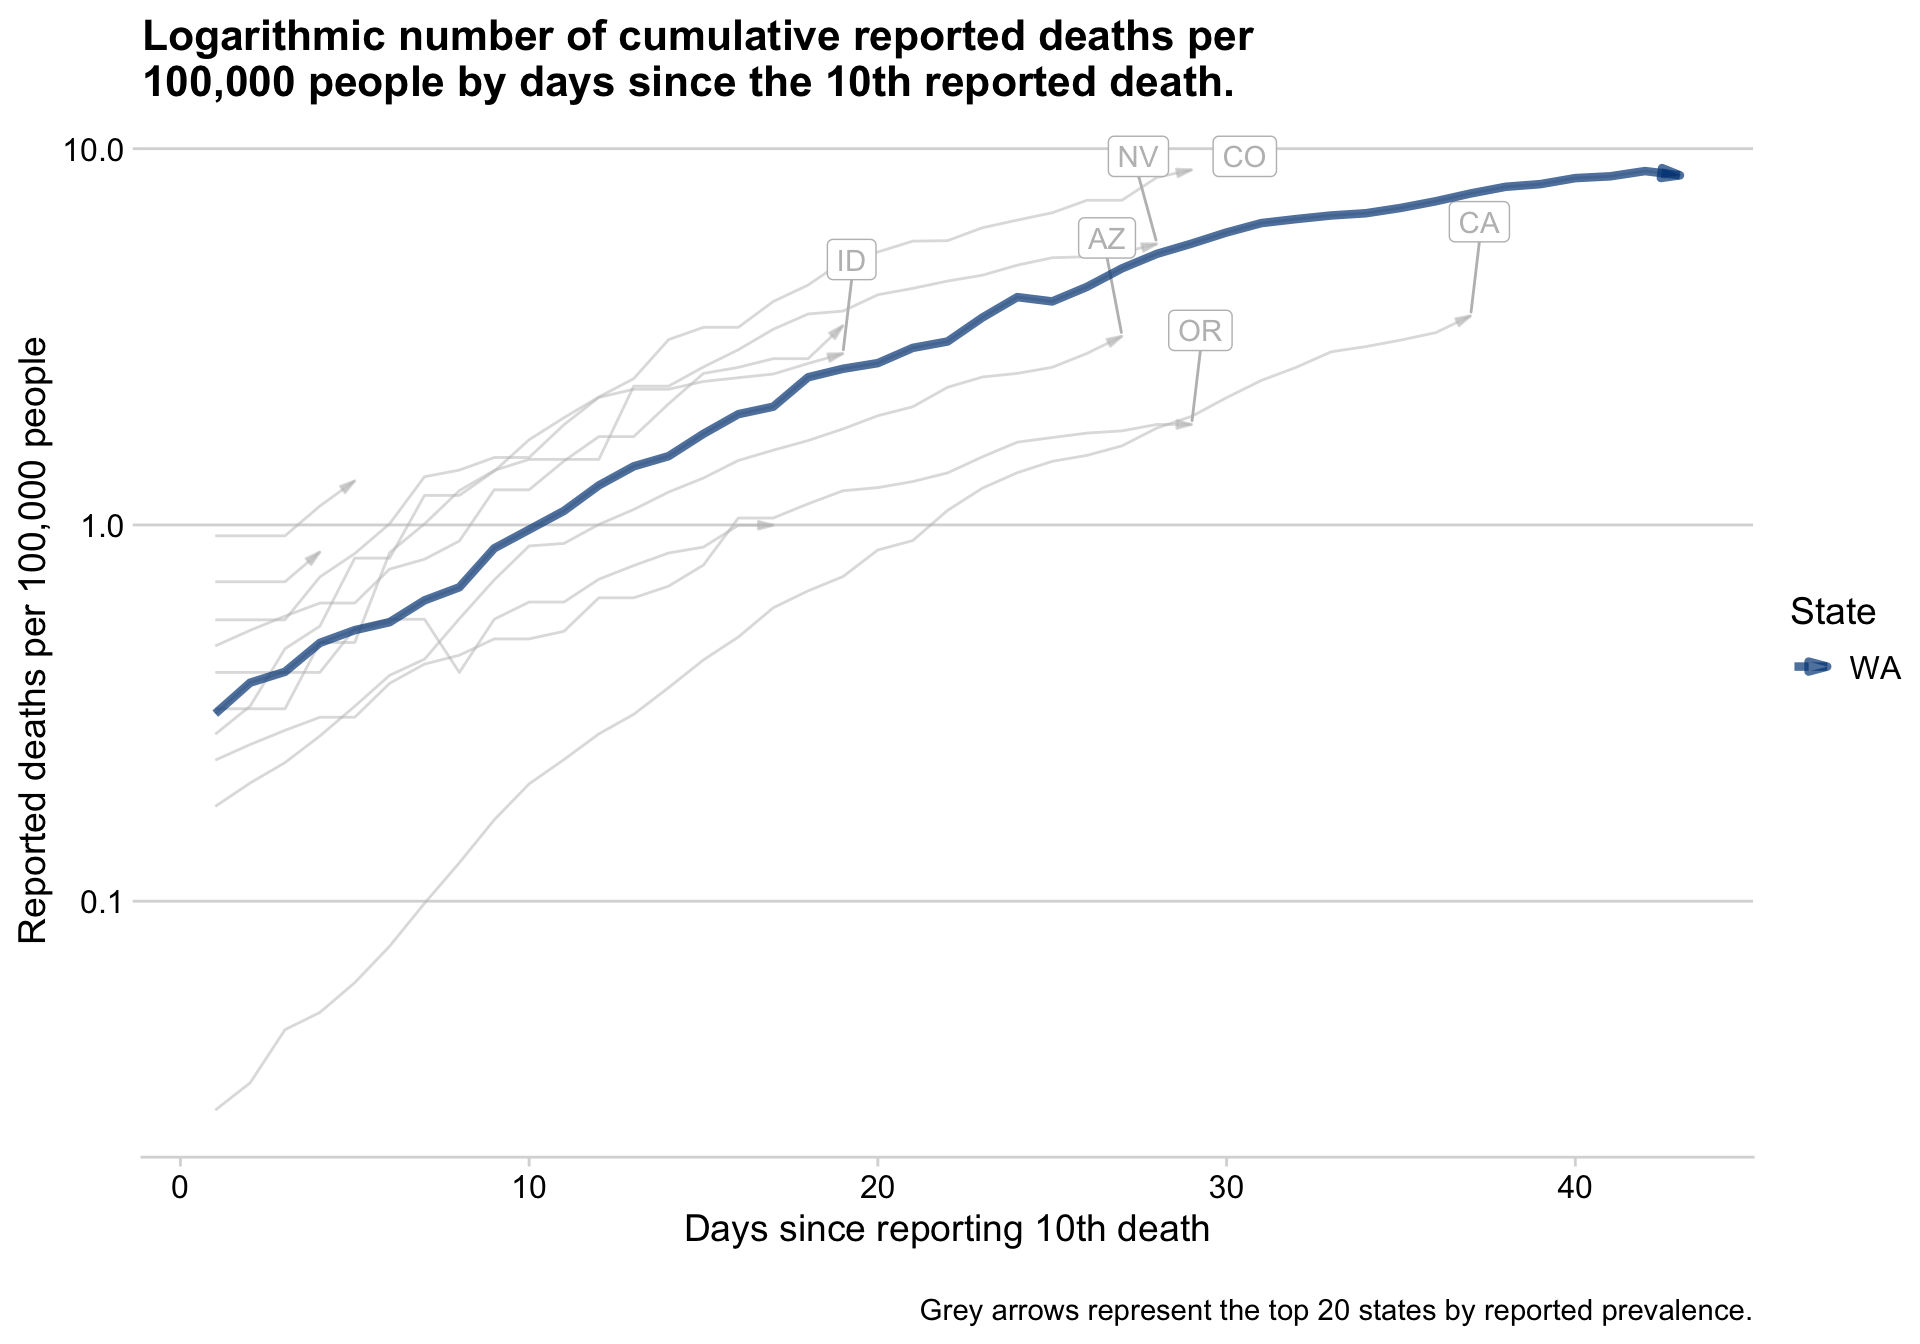 Logarithmic number of cumulative reported deaths per
100,000 people by days since the 10th reported death.
Reported deaths per 100,000 people
10.0
1.0
0.1
NV
CO
AZ
ID
CA
OR
State
WA
0
10
20
30
40
Days since reporting 10th death
Grey arrows represent the top 20 states by reported prevalence.